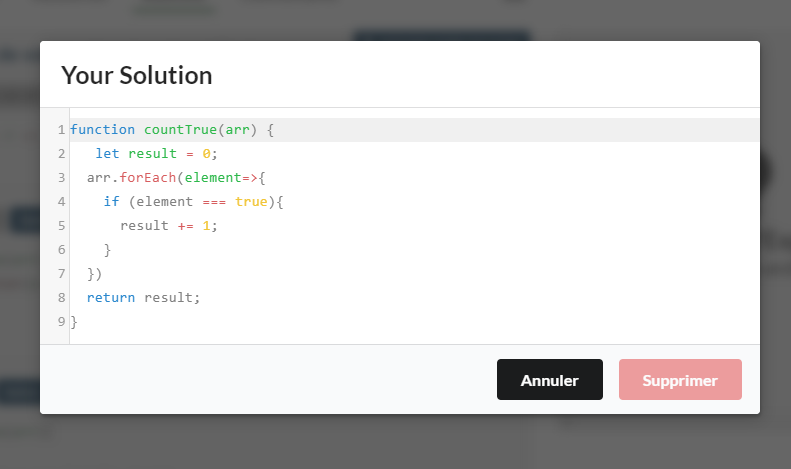 Your Solution
1 function countTrue(arr) {
2    let result = 0;
3   arr.forEach(element=>{
4     if (element === true){
5       result += 1;
6     }
7   })
8   return result;
9 }
Annuler
Supprimer